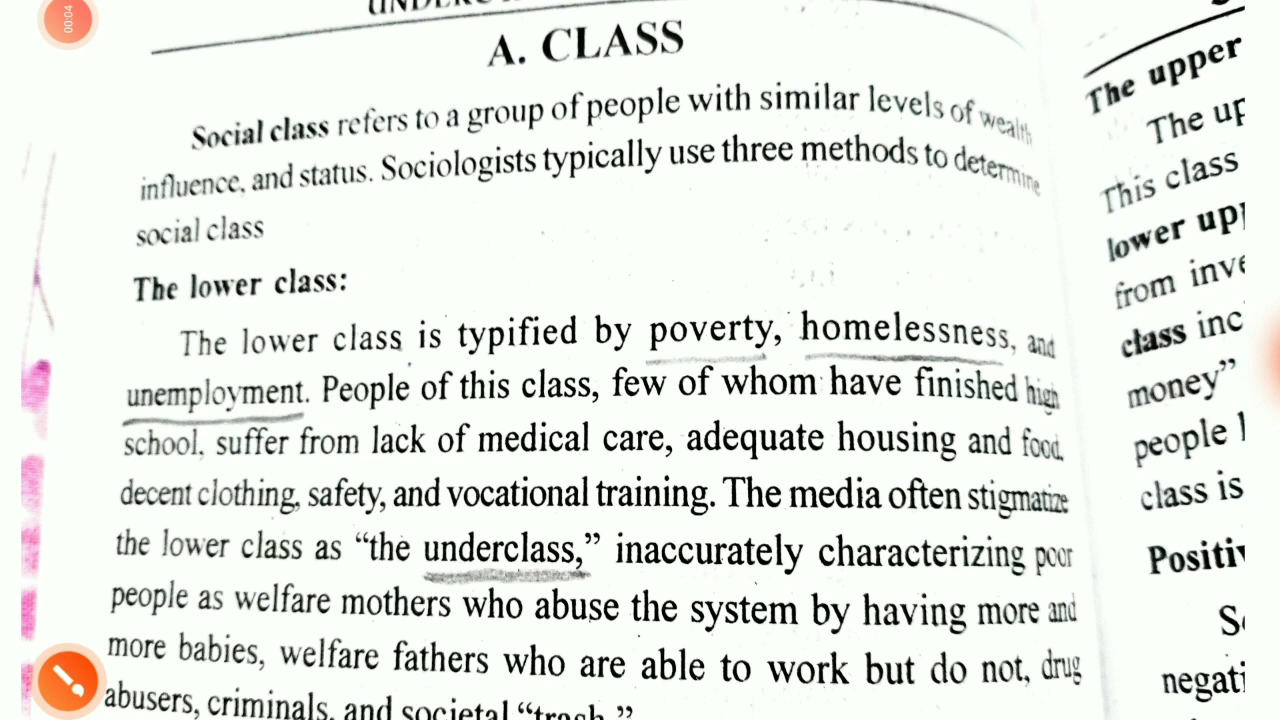 00:04
A. CLASS
Social class refers to a group of people with similar levels of wealth
influence, and status. Sociologists typically use three methods to determine
social class
The lower class:
The lower class is typified by poverty, homelessness, and
unemployment. People of this class, few of whom have finished high
school, suffer from lack of medical care, adequate housing and food,
decent clothing, safety, and vocational training. The media often stigmatize
the lower class as “the underclass,” inaccurately characterizing poor
people as welfare mothers who abuse the system by having more and
more babies, welfare fathers who are able to work but do not, drug
abusers, criminals, and societal “trash.”
The upper
The up
This class
lower upp
from inve
class inc
money”
people
class is
Positiv
negati